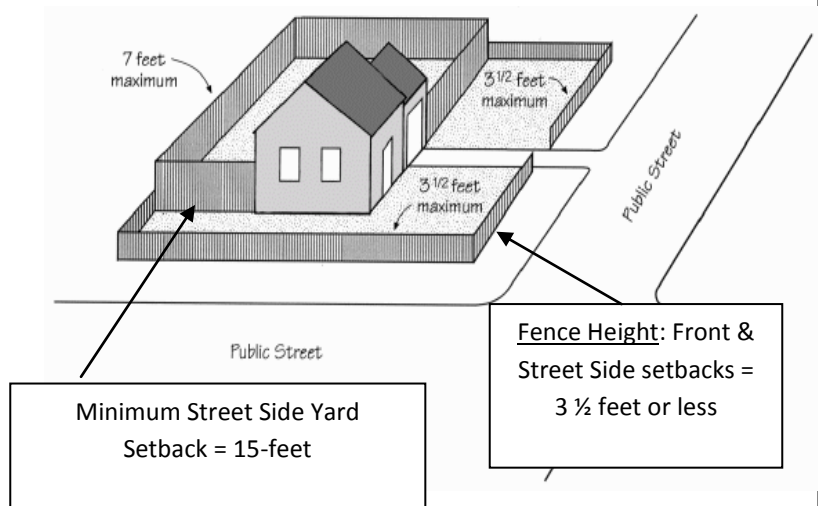 7 feet
maximum
3 1/2 feet
maximum
3 1/2 feet
maximum
Public Street
Public Street
Fence Height: Front &
Street Side setbacks =
3 ½ feet or less
Minimum Street Side Yard
Setback = 15-feet